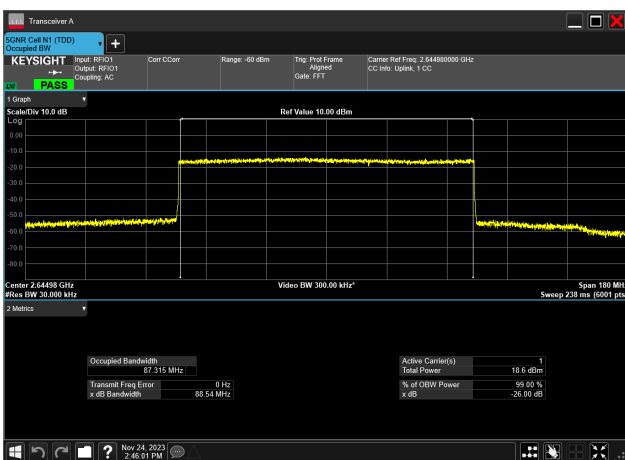 Transceiver A
5GNR Cell N1 (TDD)
Occupied BW
KEYSIGHT
Input: RFIO1
Output: RFIO1
Coupling: AC
Corr CCorr
Range: -60 dBm
Trig: Prot Frame
Aligned
Gate: FFT
Carrier Ref Freq: 2.644980000 GHz
CC Info: Uplink, 1 CC
PASS
1 Graph
Scale/Div 10.0 dB
Ref Value 10.00 dBm
Log
0.00
-10.0
-20.0
-30.0
-40.0
-50.0
-60.0
-70.0
-80.0
Center 2.64498 GHz
Video BW 300.00 kHz*
Span 180 MH
#Res BW 30.000 kHz
Sweep 238 ms (6001 pts
2 Metrics
Occupied Bandwidth
87.315 MHz
Active Carrier(s) 1
Total Power 18.6 dBm
Transmit Freq Error 0 Hz
x dB Bandwidth 88.54 MHz
% of OBW Power 99.00 %
x dB -26.00 dB
Nov 24, 2023
2:46:01 PM